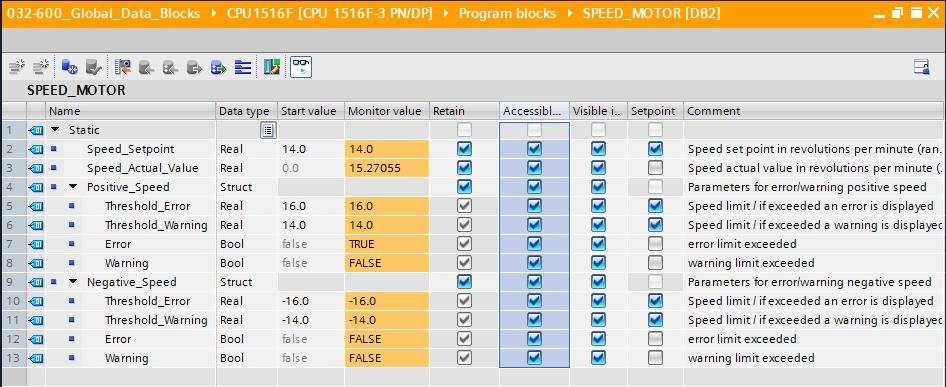 032-600_Global_Data_Blocks ▸ CPU1516F [CPU 1516F-3 PN/DP] ▸ Program blocks ▸ SPEED_MOTOR [DB2]
SPEED_MOTOR
Name Data type Start value Monitor value Retain Accessibl... Visible i.. Setpoint Comment
1 Static
2 Speed_Setpoint Real 14.0 14.0 Speed set point in revolutions per minute (ran.
3 Speed_Actual_Value Real 0.0 15.27055 Speed actual value in revolutions per minute (.
4 Positive_Speed Struct Parameters for error/warning positive speed
5 Threshold_Error Real 16.0 16.0 Speed limit / if exceeded an error is displayed
6 Threshold_Warning Real 14.0 14.0 Speed limit / if exceeded a warning is displayed
7 Error Bool false TRUE error limit exceeded
8 Warning Bool false FALSE warning limit exceeded
9 Negative_Speed Struct Parameters for error/warning negative speed
10 Threshold_Error Real -16.0 -16.0 Speed limit / if exceeded an error is displayed
11 Threshold_Warning Real -14.0 -14.0 Speed limit / if exceeded a warning is displayed
12 Error Bool false FALSE error limit exceeded
13 Warning Bool false FALSE warning limit exceeded